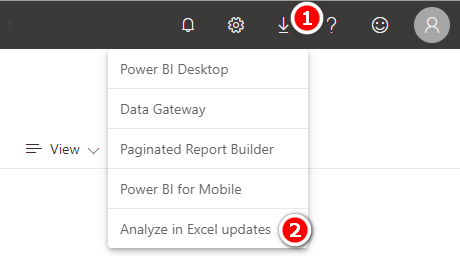 1
?
Power BI Desktop
Data Gateway
View
Paginated Report Builder
Power BI for Mobile
Analyze in Excel updates
2